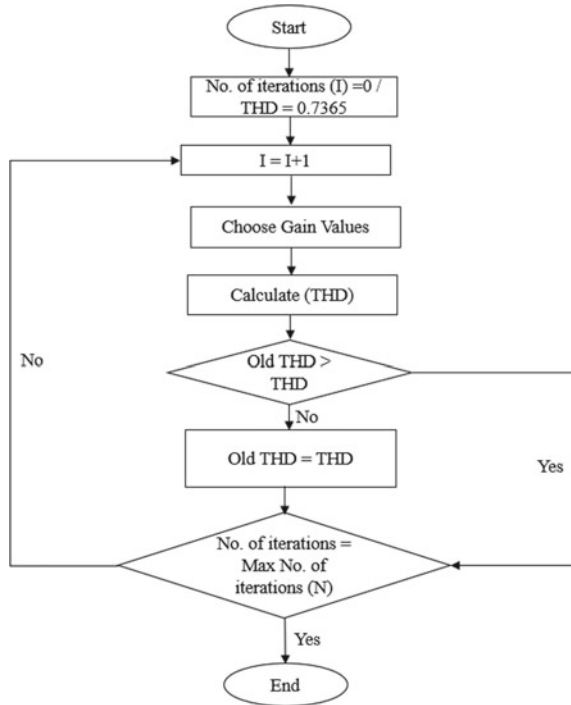 Start
No. of iterations (I) =0 /
THD = 0.7365
I = I+1
Choose Gain Values
Calculate (THD)
Old THD >
THD
No
No
Old THD = THD
Yes
No. of iterations =
Max No. of
iterations (N)
Yes
End